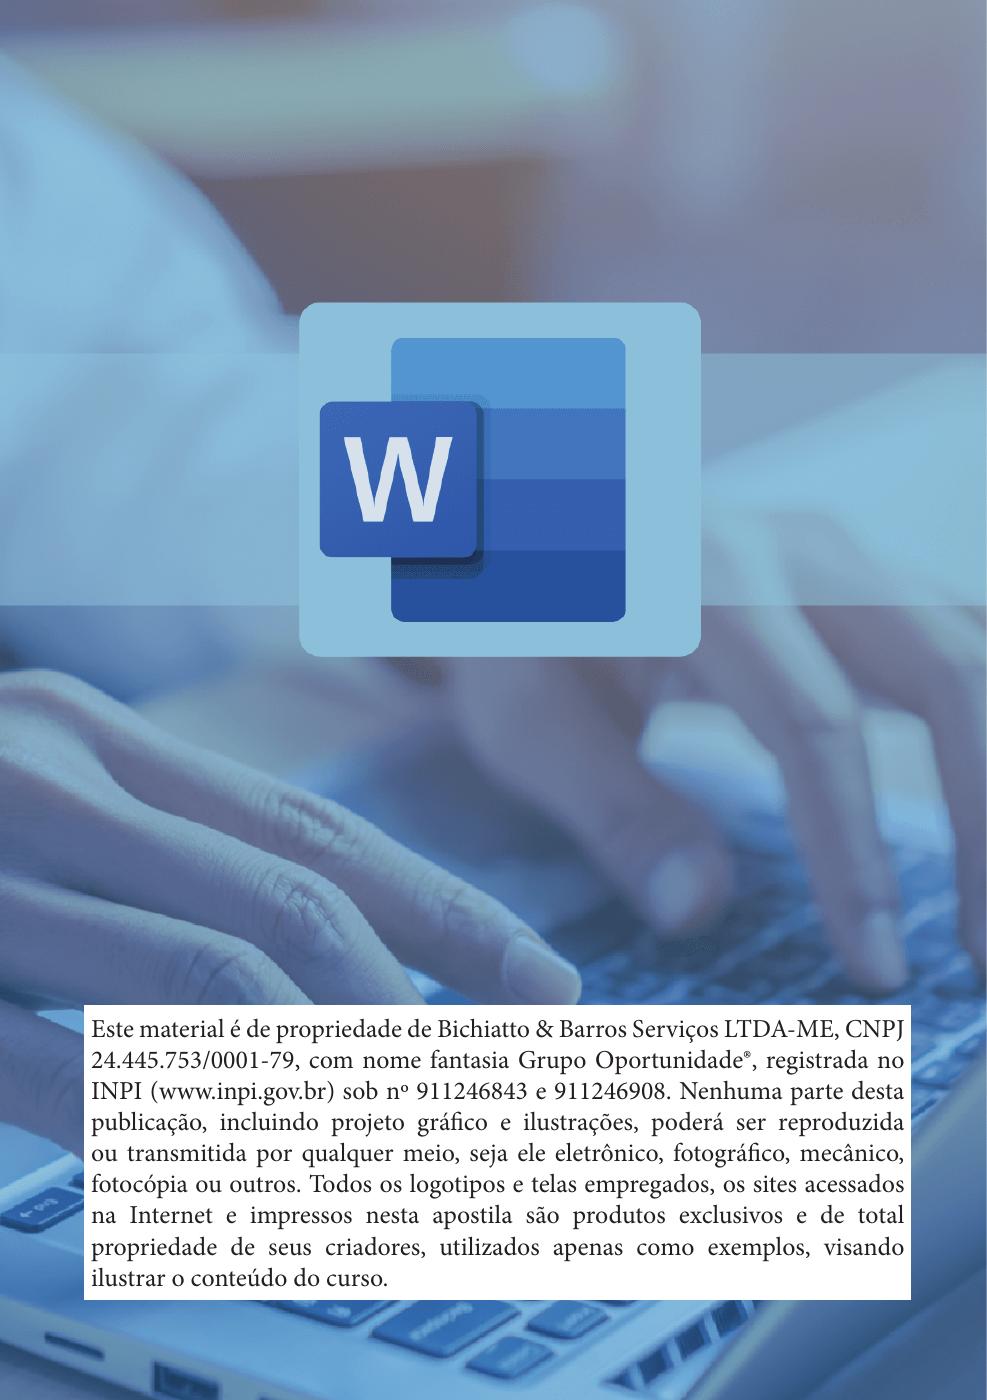 W
Este material é de propriedade de Bichiatto & Barros Serviços LTDA-ME, CNPJ
24.445.753/0001-79, com nome fantasia Grupo Oportunidade®, registrada no
INPI (www.inpi.gov.br) sob nº 911246843 e 911246908. Nenhuma parte desta
publicação, incluindo projeto gráfico e ilustrações, poderá ser reproduzida
ou transmitida por qualquer meio, seja ele eletrônico, fotográfico, mecânico,
fotocópia ou outros. Todos os logotipos e telas empregados, os sites acessados
na Internet e impressos nesta apostila são produtos exclusivos e de total
propriedade de seus criadores, utilizados apenas como exemplos, visando
ilustrar o conteúdo do curso.